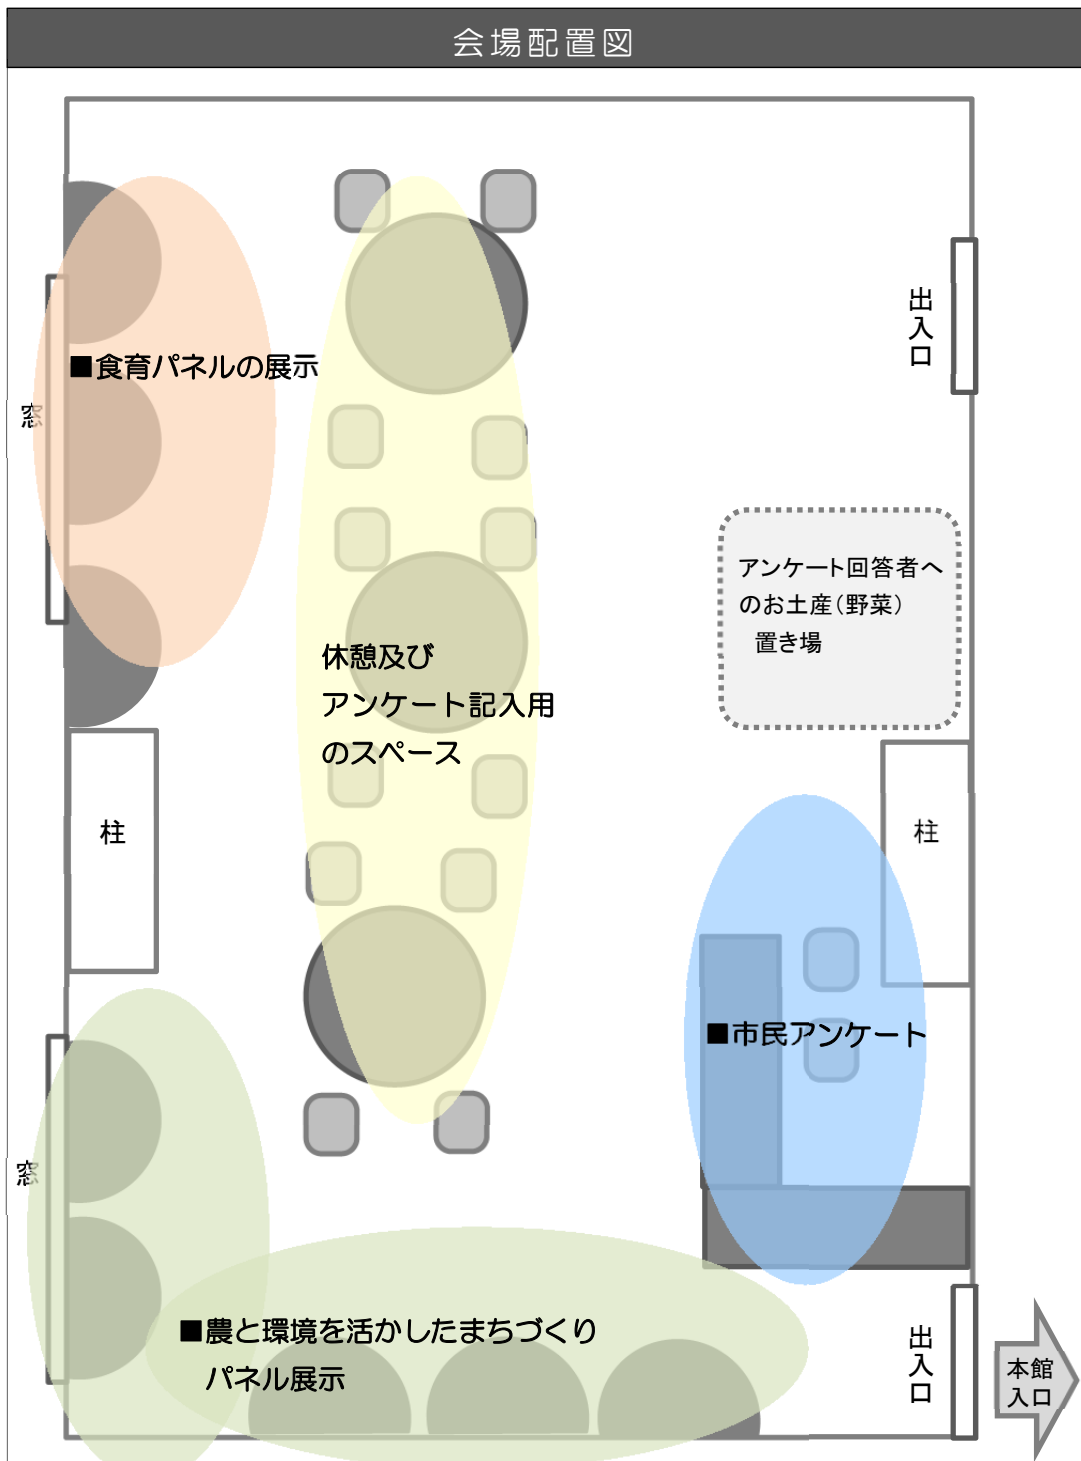 会場配置図
出入口
■食育パネルの展示
窓
アンケート回答者へ
のお土産（野菜）
置き場
休憩及び
アンケート記入用
のスペース
柱
柱
■市民アンケート
窓
■農と環境を活かしたまちづくり
パネル展示
出入口
本館
入口